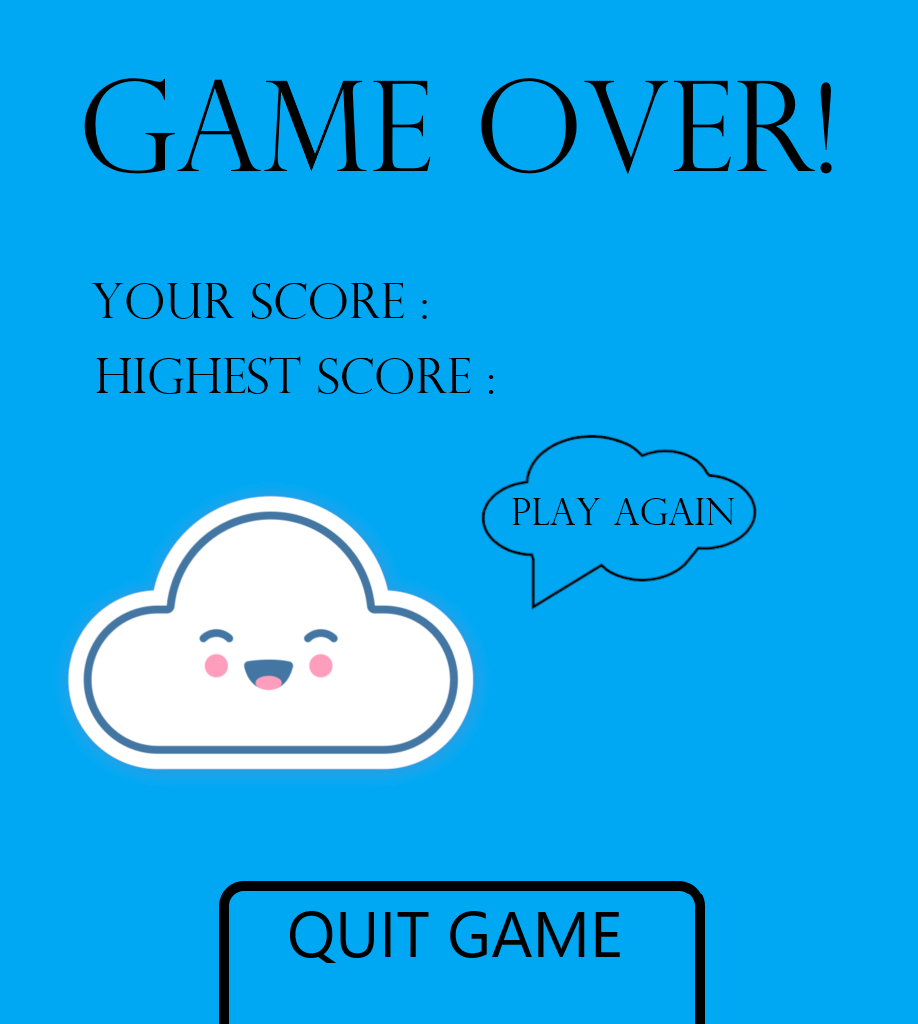 GAME OVER!
YOUR SCORE :
HIGHEST SCORE :
PLAY AGAIN
QUIT GAME